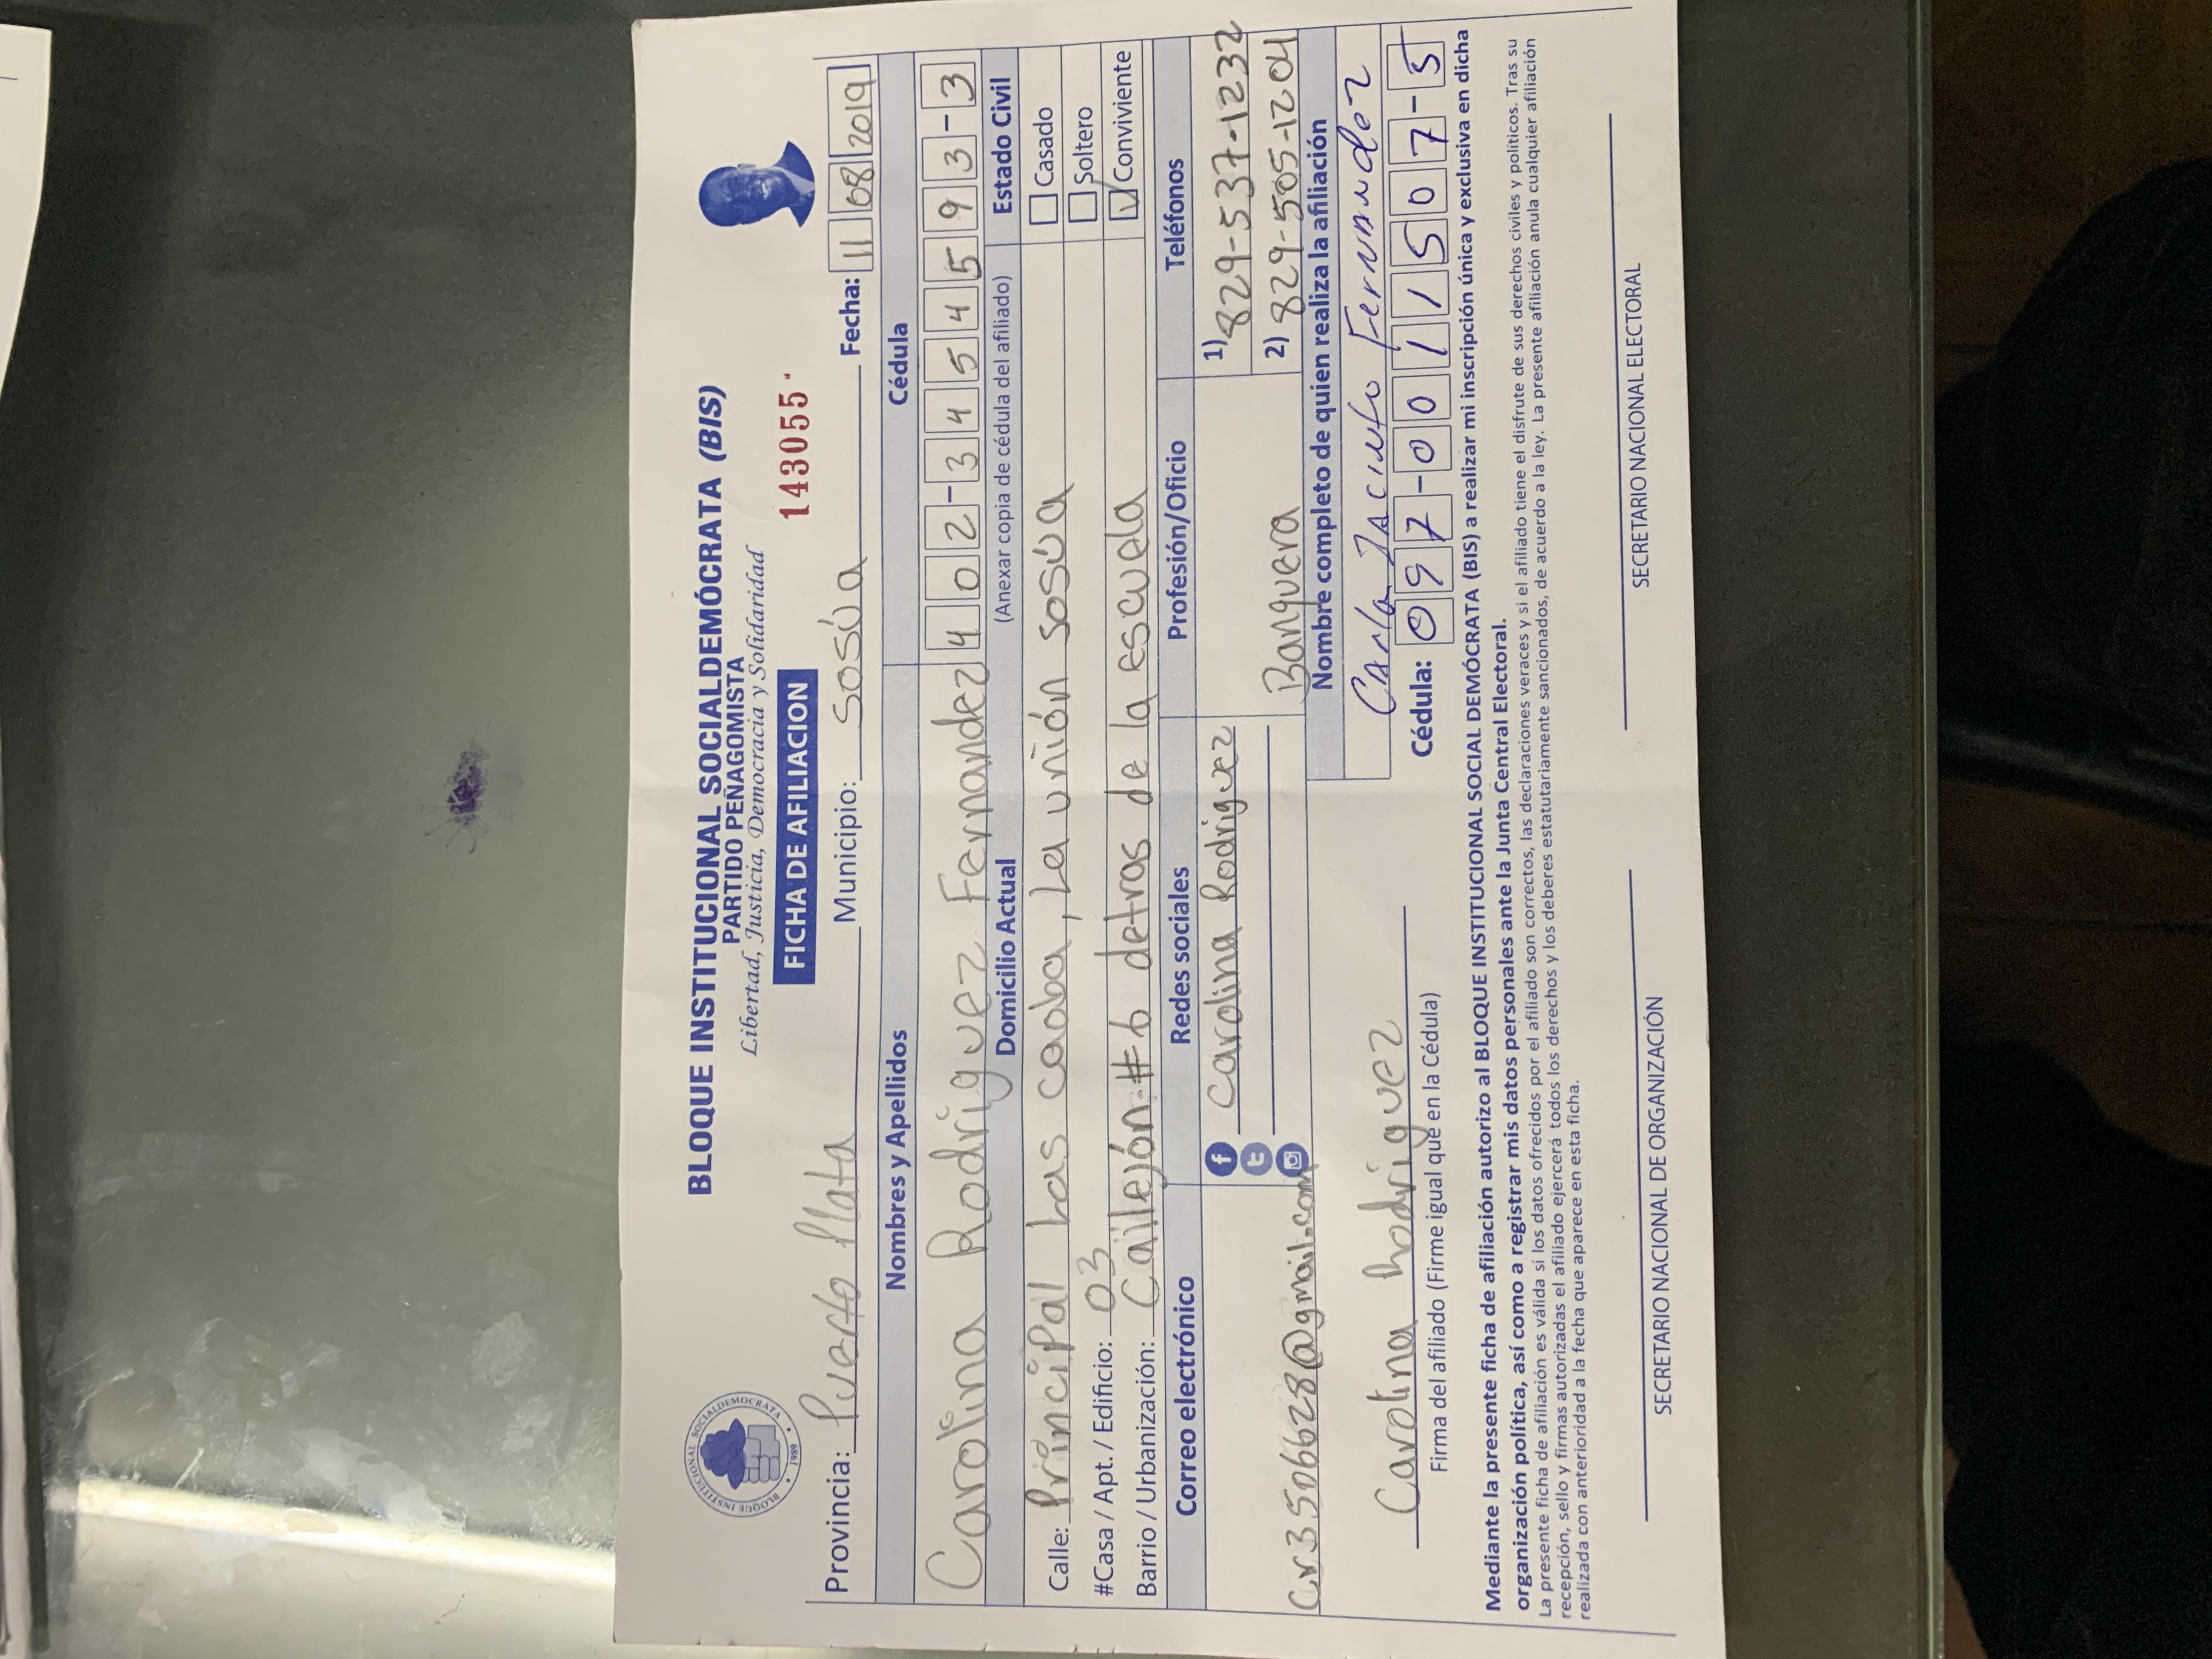 BLOQUE INSTITUCIONAL SOCIALDEMÓCRATA (BIS)
PARTIDO PEÑAGOMISTA
Libertad, Justicia, Democracia y Solidaridad
BLOQUE INSTITUCIONAL SOCIALDEMOCRATA
1989
FICHA DE AFILIACION
143055
Provincia: Puerto Plata Municipio: Sosúa Fecha: 11 08 2019
Nombres y Apellidos Cédula
Carolina Rodriguez Fernandez 402-3445459 3-3
Domicilio Actual (Anexar copia de cédula del afiliado) Estado Civil
Calle: Principal Las caoba, La unión sosúa Casado
#Casa / Apt. / Edificio: 03 Soltero
Barrio / Urbanización: Callejón #6 detras de la escuela Conviviente
Correo electrónico Redes sociales Profesión/Oficio Teléfonos
Carolina Rodriguez 1) 829-537-1232
cr3506628@gmail.com Banquera 2) 829-505-1204
Nombre completo de quien realiza la afiliación
Carla Jacinto Fernandez
Carolina Rodriguez
Cédula: 097-0011507-5
Firma del afiliado (Firme igual que en la Cédula)
Mediante la presente ficha de afiliación autorizo al BLOQUE INSTITUCIONAL SOCIAL DEMÓCRATA (BIS) a realizar mi inscripción única y exclusiva en dicha
organización política, así como a registrar mis datos personales ante la Junta Central Electoral.
La presente ficha de afiliación es válida si los datos ofrecidos por el afiliado son correctos, las declaraciones veraces y si el afiliado tiene el disfrute de sus derechos civiles y políticos. Tras su
recepción, sello y firmas autorizadas el afiliado ejercerá todos los derechos y los deberes estatutariamente sancionados, de acuerdo a la ley. La presente afiliación anula cualquier afiliación
realizada con anterioridad a la fecha que aparece en esta ficha.
SECRETARIO NACIONAL DE ORGANIZACIÓN SECRETARIO NACIONAL ELECTORAL